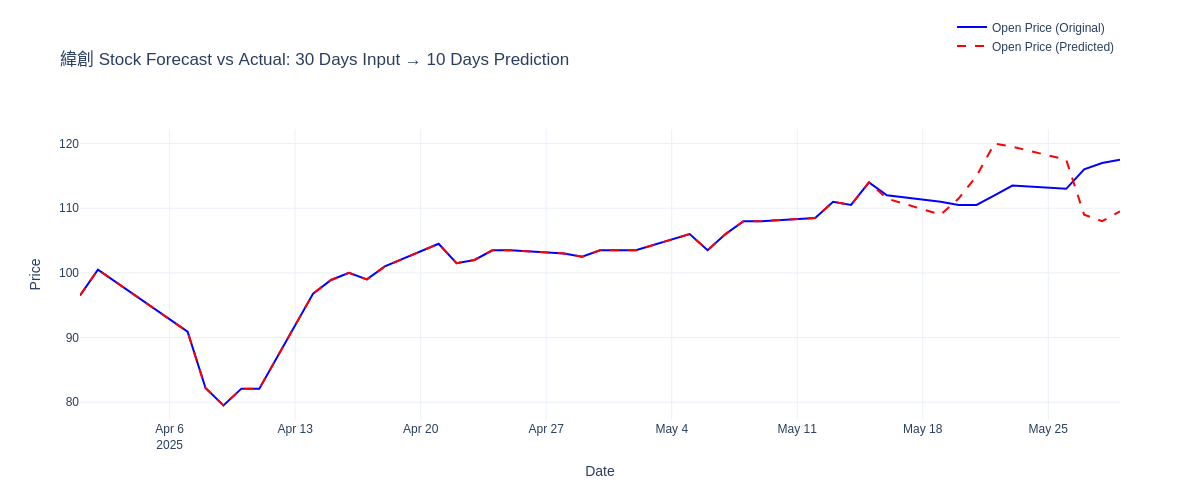 Open Price (Original)
Open Price (Predicted)
緯創 Stock Forecast vs Actual: 30 Days Input → 10 Days Prediction
120
110
100
90
80
Price
Apr 6
2025
Apr 13
Apr 20
Apr 27
May 4
May 11
May 18
May 25
Date